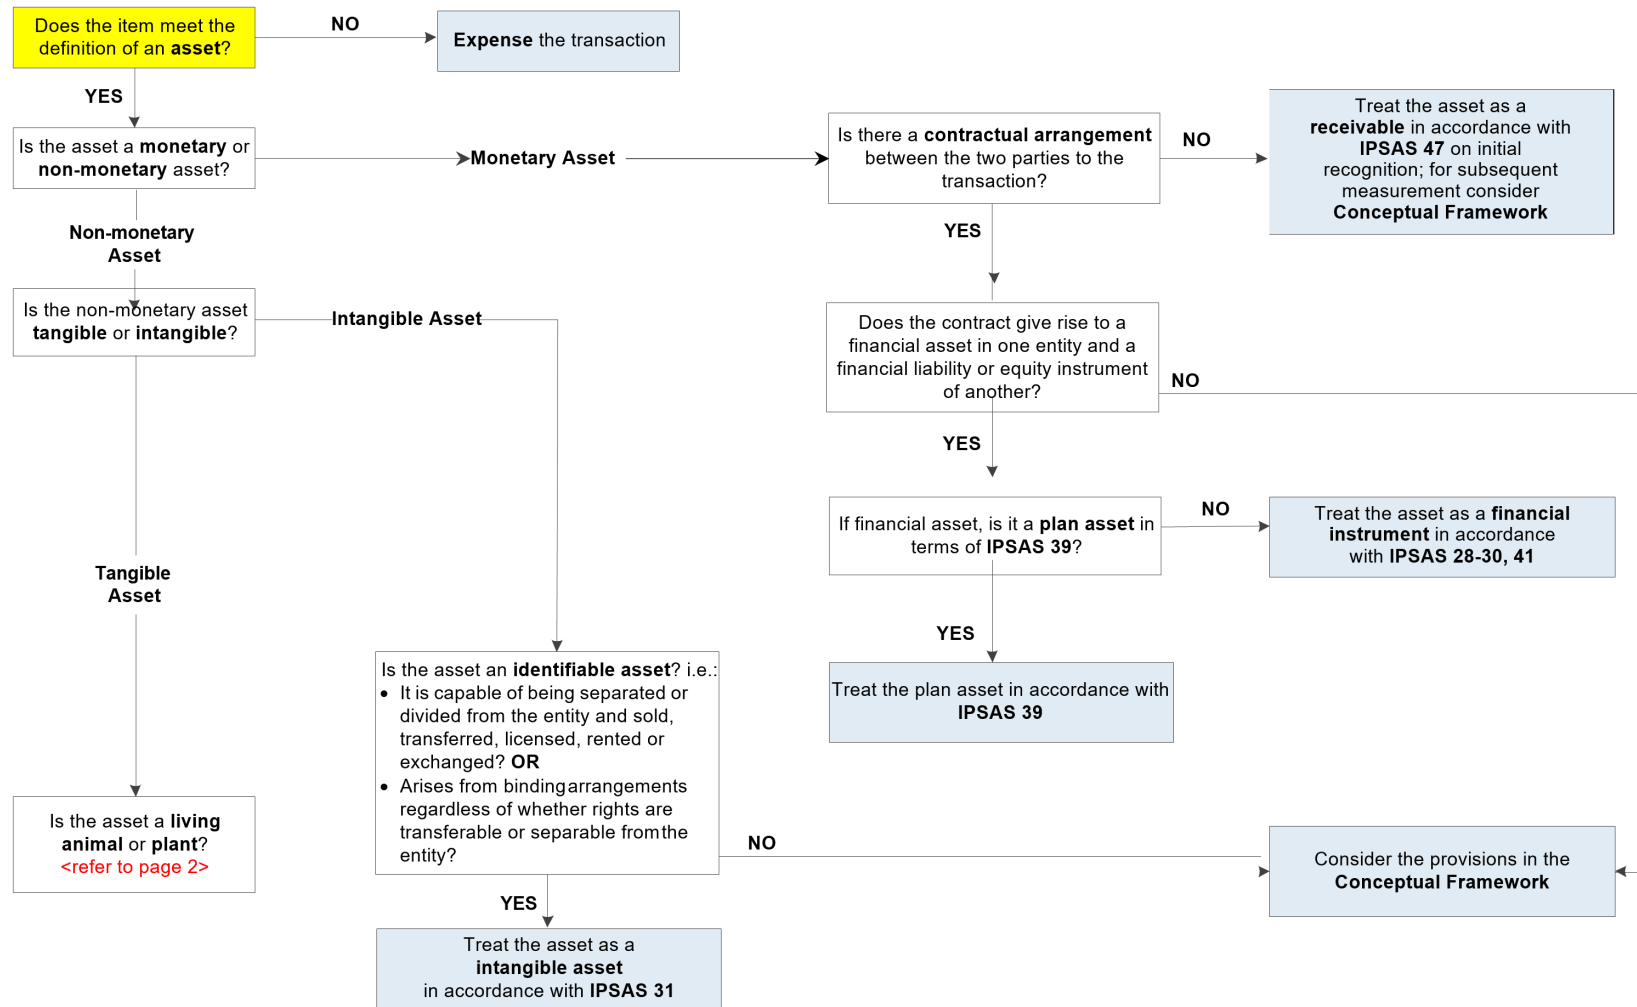 Does the item meet the
definition of an asset?
NO
Expense the transaction
YES
Is the asset a monetary or
non-monetary asset?
Monetary Asset
Is there a contractual arrangement
between the two parties to the
transaction?
NO
Treat the asset as a
receivable in accordance with
IPSAS 47 on initial
recognition; for subsequent
measurement consider
Conceptual Framework
Non-monetary
Asset
YES
Is the non-monetary asset
tangible or intangible?
Intangible Asset
Does the contract give rise to a
financial asset in one entity and a
financial liability or equity instrument
of another?
NO
YES
If financial asset, is it a plan asset in
terms of IPSAS 39?
NO
Treat the asset as a financial
instrument in accordance
with IPSAS 28-30, 41
Tangible
Asset
YES
Treat the plan asset in accordance with
IPSAS 39
Is the asset an identifiable asset? i.e.:
• It is capable of being separated or
divided from the entity and sold,
transferred, licensed, rented or
exchanged? OR
• Arises from binding arrangements
regardless of whether rights are
transferable or separable from the
entity?
NO
Is the asset a living
animal or plant?
<refer to page 2>
Consider the provisions in the
Conceptual Framework
YES
Treat the asset as a
intangible asset
in accordance with IPSAS 31